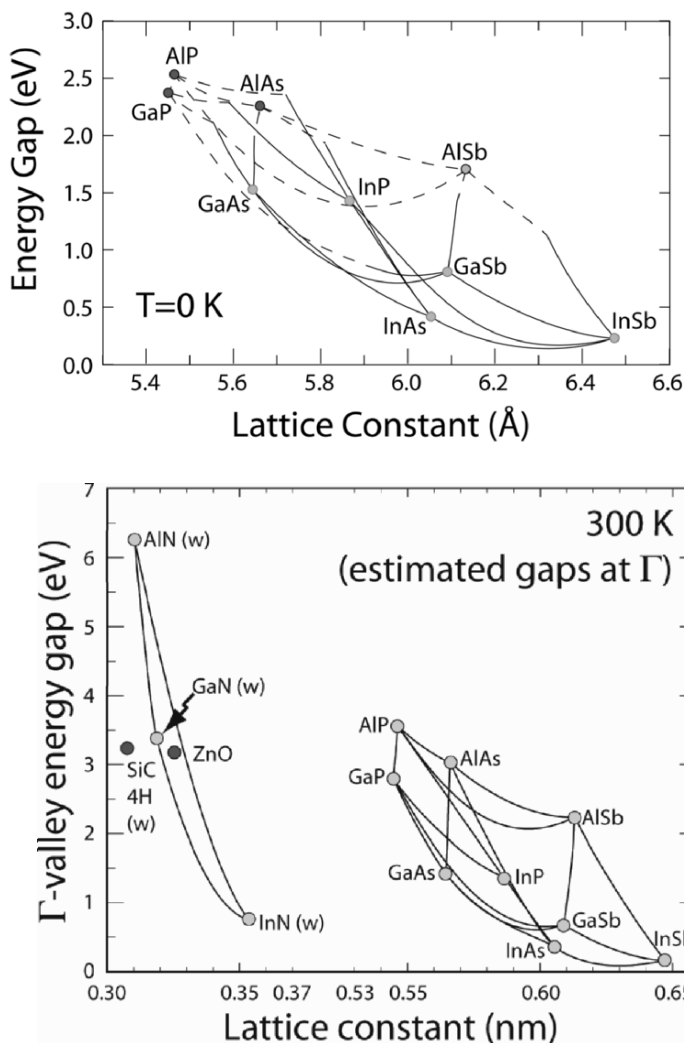 AlP
3.0
2.5
GaP
AlAs
2.0
AlSb
1.5
InP
GaAs
1.0
GaSb
0.5
T=0 K
InAs
InSb
0.0
5.4 5.6 5.8 6.0 6.2 6.4 6.6
Energy Gap (eV)
Lattice Constant (Å)
7
AlN (w)
300 K
(estimated gaps at Γ)
6
5
4
GaN (w)
AlP
3
SiC
4H
(w)
ZnO
GaP
AlAs
2
AlSb
GaAs
InP
1
InN (w)
GaSb
InAs
InSb
0
0.30 0.35 0.37 0.53 0.55 0.60 0.65
Γ-valley energy gap (eV)
Lattice constant (nm)